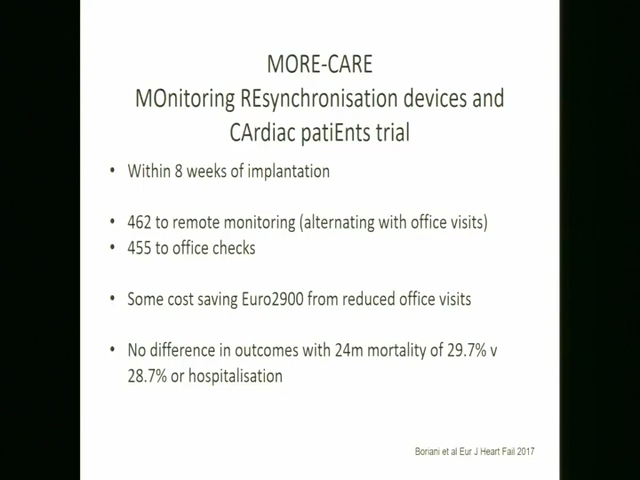 MORE-CARE
MOnitoring REsynchronisation devices and
CArdiac patiEnts trial
• Within 8 weeks of implantation
• 462 to remote monitoring (alternating with office visits)
• 455 to office checks
• Some cost saving Euro2900 from reduced office visits
• No difference in outcomes with 24m mortality of 29.7% v
28.7% or hospitalisation
Boriani et al Eur J Heart Fail 2017